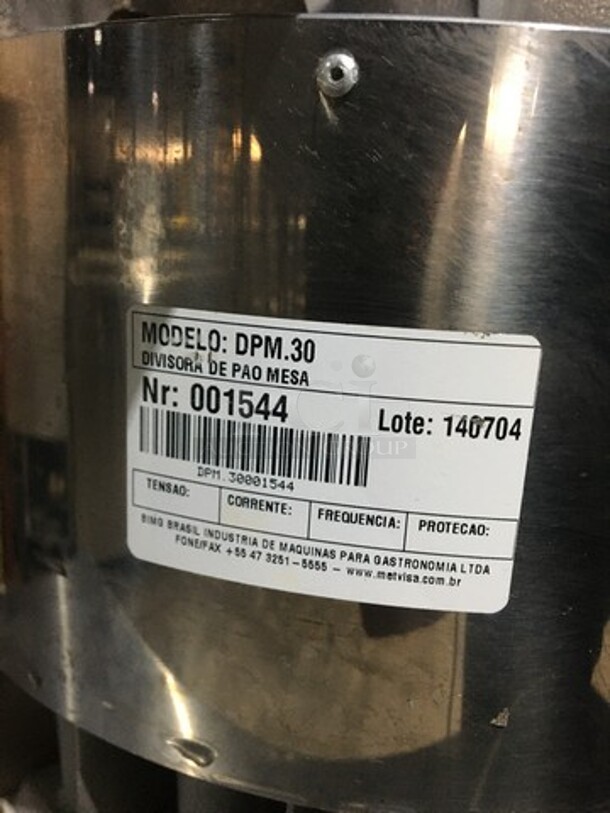 MODELO: DPM.30
DIVISORA DE PAO MESA
Nr: 001544
Lote: 140704
DPM.30001544
TENSAO:
CORRENTE:
FREQUENCIA:
PROTECAO:
BIMG BRASIL INDUSTRIA DE MAQUINAS PARA GASTRONOMIA LTDA
FONE/FAX +55 47 3251-5555 - www.metvisa.com.br